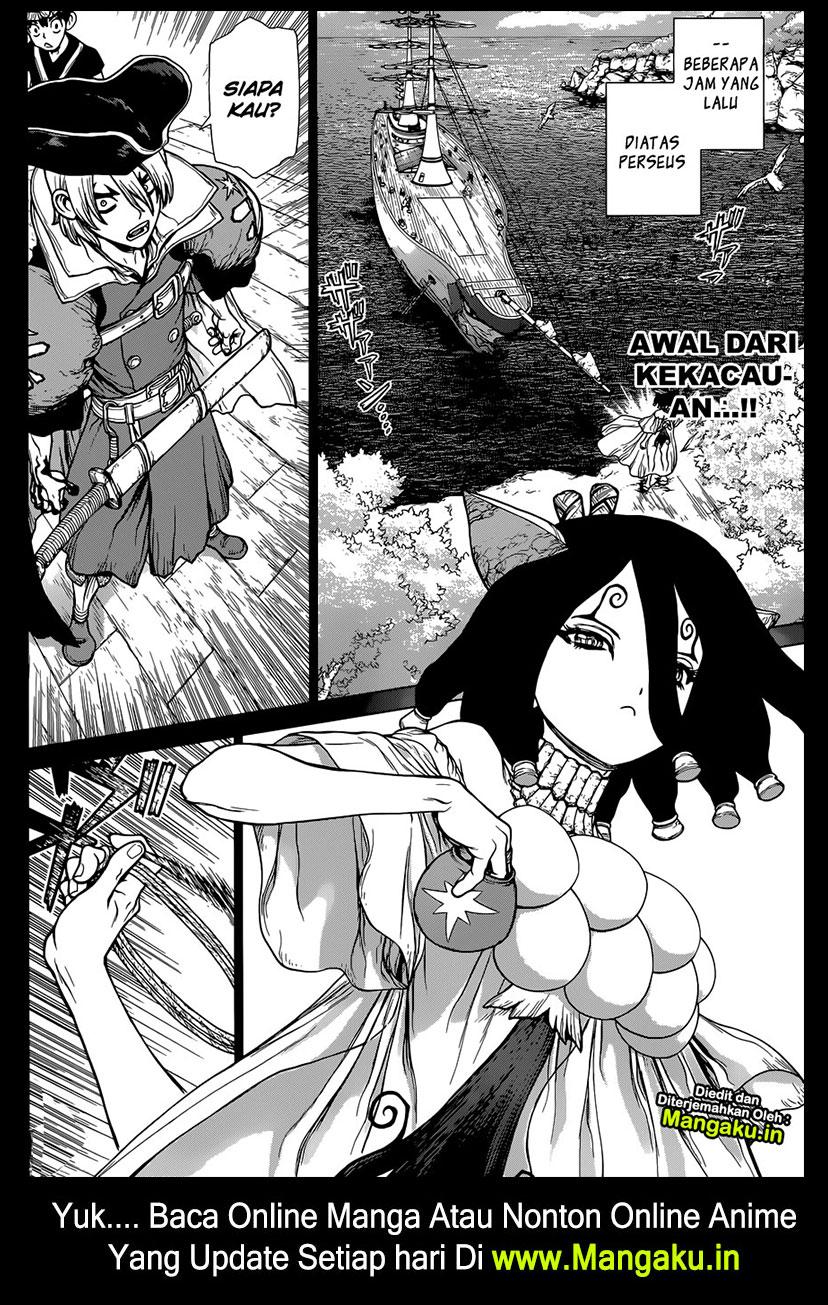 --
BEBERAPA
JAM YANG
LALU
DIATAS
PERSEUS
SIAPA
KAU?
AWAL DARI
KEKACAU-
AN...!!
Diedit dan
Diterjemahkan Oleh :
Mangaku.in
Yuk.... Baca Online Manga Atau Nonton Online Anime
Yang Update Setiap hari Di www.Mangaku.in